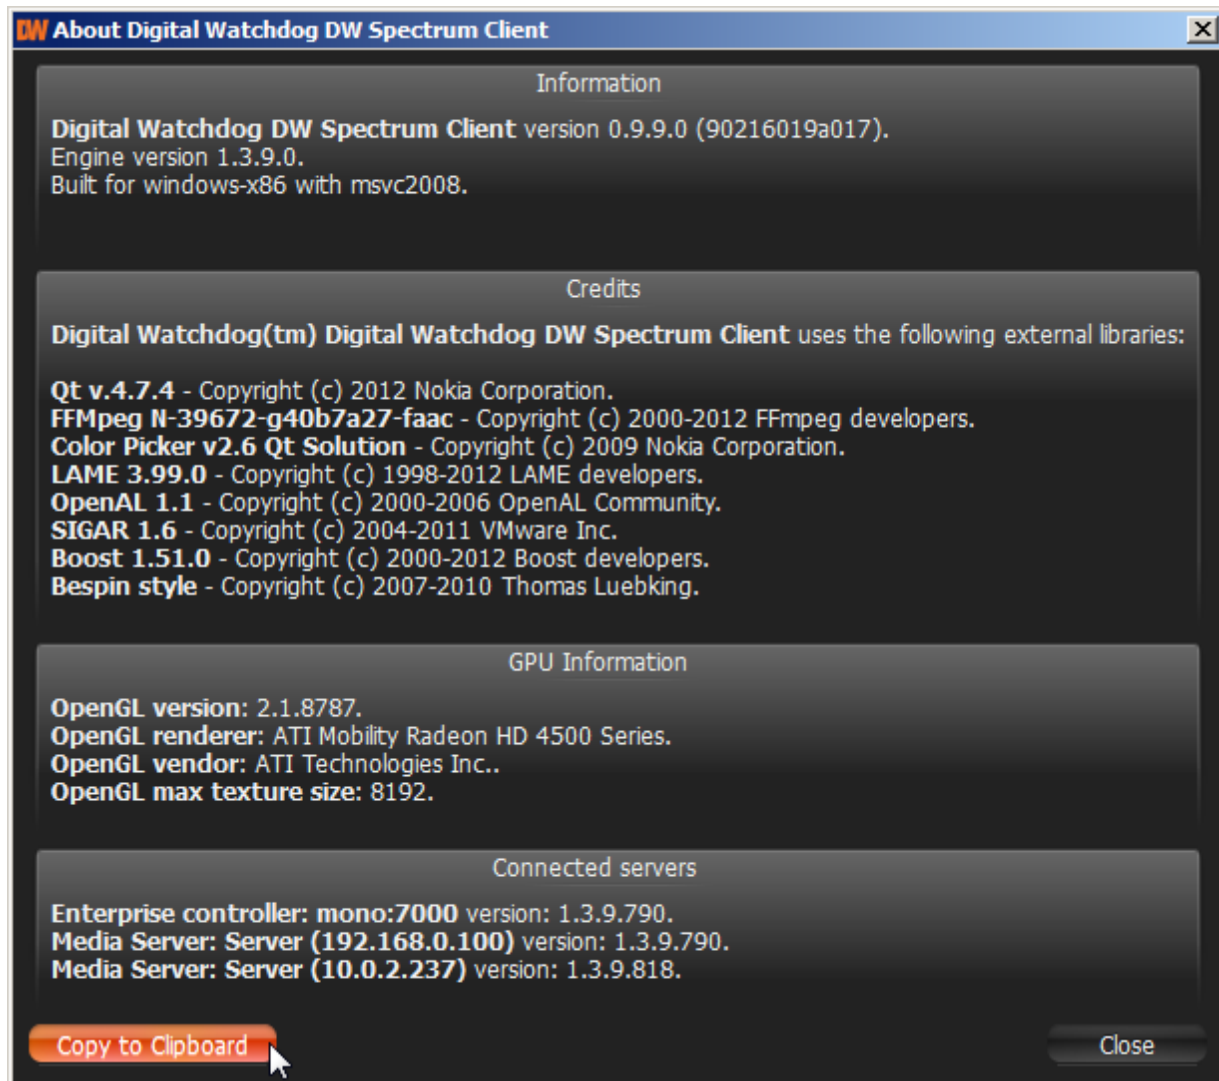 DW About Digital Watchdog DW Spectrum Client
Information
Digital Watchdog DW Spectrum Client version 0.9.9.0 (90216019a017).
Engine version 1.3.9.0.
Built for windows-x86 with msvc2008.
Credits
Digital Watchdog(tm) Digital Watchdog DW Spectrum Client uses the following external libraries:
Qt v.4.7.4 - Copyright (c) 2012 Nokia Corporation.
FFMpeg N-39672-g40b7a27-faac - Copyright (c) 2000-2012 FFmpeg developers.
Color Picker v2.6 Qt Solution - Copyright (c) 2009 Nokia Corporation.
LAME 3.99.0 - Copyright (c) 1998-2012 LAME developers.
OpenAL 1.1 - Copyright (c) 2000-2006 OpenAL Community.
SIGAR 1.6 - Copyright (c) 2004-2011 VMware Inc.
Boost 1.51.0 - Copyright (c) 2000-2012 Boost developers.
Bespin style - Copyright (c) 2007-2010 Thomas Luebking.
GPU Information
OpenGL version: 2.1.8787.
OpenGL renderer: ATI Mobility Radeon HD 4500 Series.
OpenGL vendor: ATI Technologies Inc..
OpenGL max texture size: 8192.
Connected servers
Enterprise controller: mono:7000 version: 1.3.9.790.
Media Server: Server (192.168.0.100) version: 1.3.9.790.
Media Server: Server (10.0.2.237) version: 1.3.9.818.
Copy to Clipboard
Close